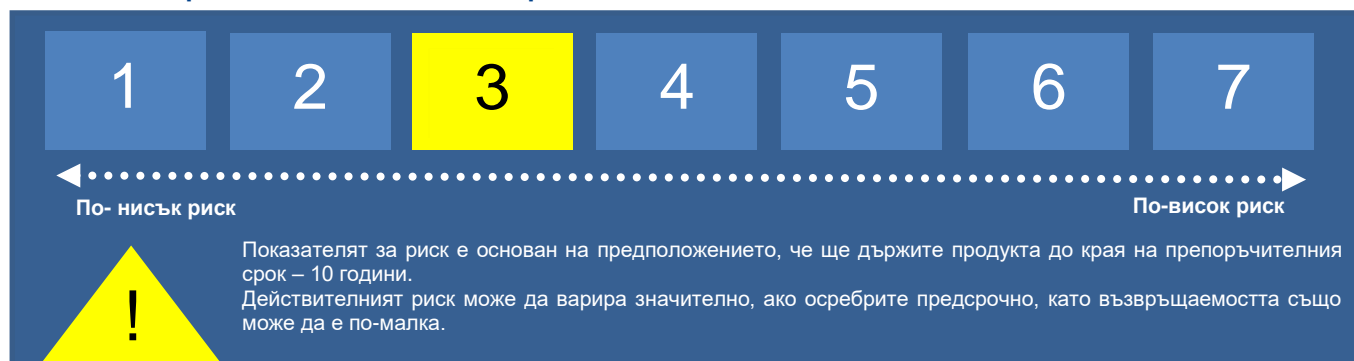 1 2 3 4 5 6 7
По- нисък риск По-висок риск
Показателят за риск е основан на предположението, че ще държите продукта до края на препоръчителния
срок – 10 години.
Действителният риск може да варира значително, ако осребрите предсрочно, като възвръщаемостта също
може да е по-малка.
!